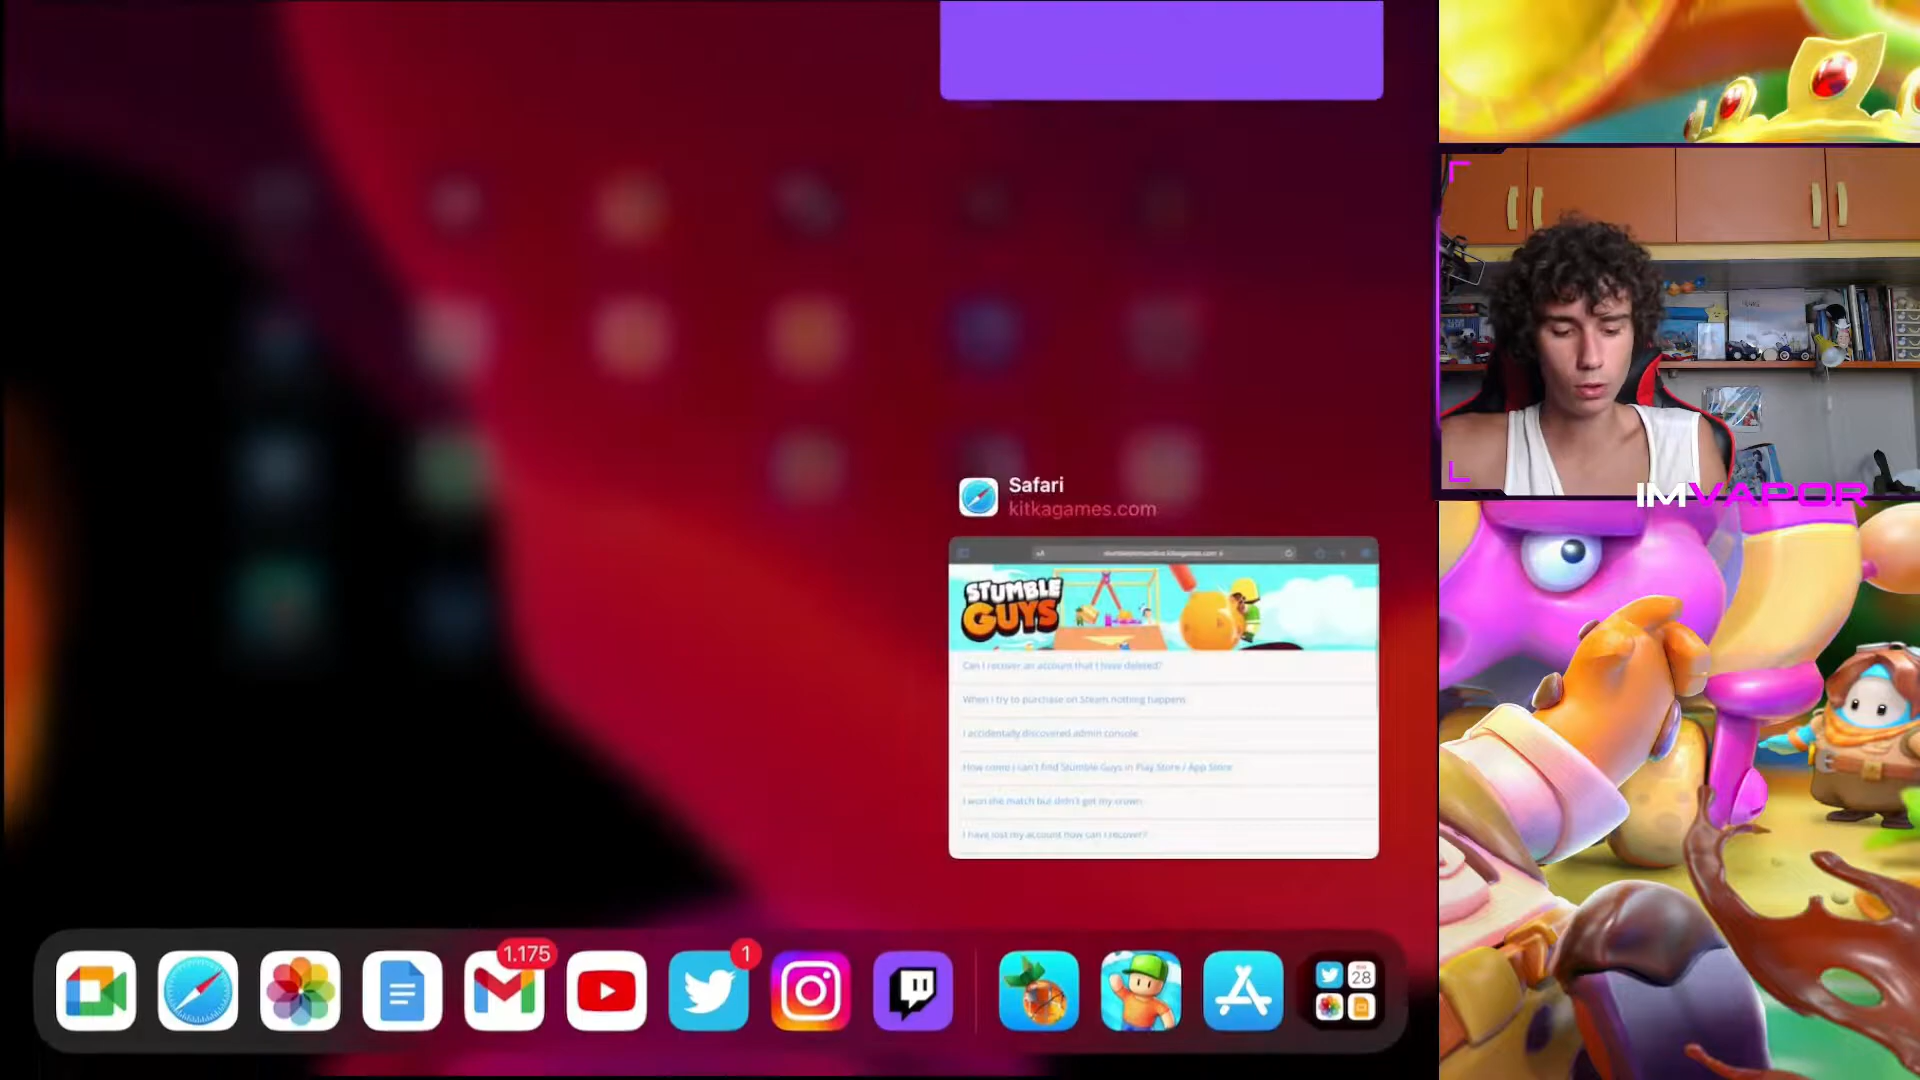 Safari
kitkagames.com
STUMBLE
GUYS
Can I recover an account that I have deleted?
When I try to purchase on Steam nothing happens
I accidentally discovered admin console
How come I can't find Stumble Guys in Play Store / App Store
I won the match but didn't get my crown
I have lost my account how can I recover?
IMVAPOR
1.175
1
28